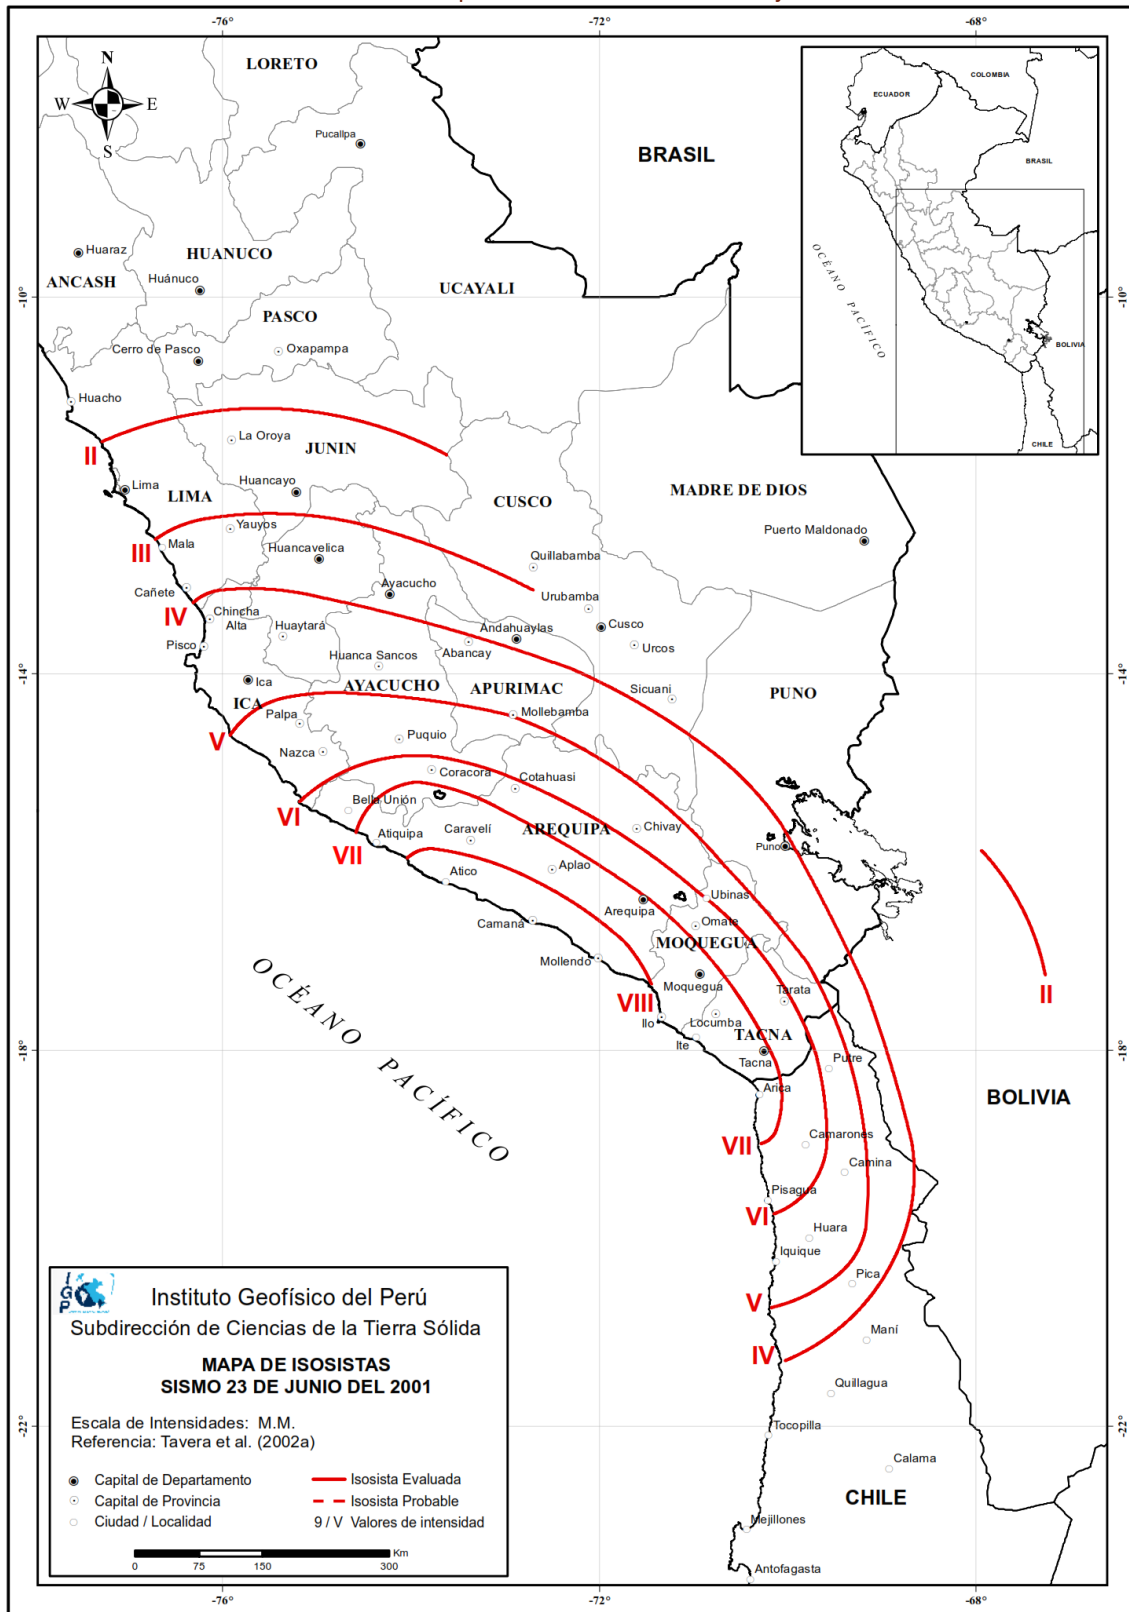 -76°
-72°
-68°
N
W
E
S
LORETO
Pucallpa
BRASIL
COLOMBIA
ECUADOR
BRASIL
OCÉANO PACÍFICO
BOLIVIA
CHILE
Huaraz
HUANUCO
ANCASH
Huánuco
UCAYALI
-10°
-10°
PASCO
Cerro de Pasco
Oxapampa
Huacho
La Oroya
JUNIN
II
Lima
LIMA
Huancayo
CUSCO
MADRE DE DIOS
Yauyos
Puerto Maldonado
III
Mala
Huancavelica
Quillabamba
Cañete
Ayacucho
Urubamba
IV
Chincha
Alta
Huaytará
Andahuaylas
Cusco
Pisco
Abancay
Urcos
Huanca Sancos
-14°
-14°
Ica
AYACUCHO
APURIMAC
Sicuani
PUNO
ICA
Palpa
Mollebamba
V
Puquio
Nazca
Coracora
Cotahuasi
VI
Bella Unión
AREQUIPA
Chivay
VII
Atiquipa
Caravelí
Puno
Atico
Aplao
Ubinas
Arequipa
Camaná
Omate
MOQUEGUA
Mollendo
Moquegua
Tarata
II
VIII
Ilo
Locumba
OCÉANO PACÍFICO
TACNA
Ite
-18°
-18°
Tacna
Putre
Arica
BOLIVIA
VII
Camarones
Camina
Pisagua
VI
Huara
Iquique
Pica
V
Maní
IV
Quillagua
-22°
-22°
Tocopilla
Calama
CHILE
Mejillones
Antofagasta
IGP
Instituto Geofísico del Perú
Subdirección de Ciencias de la Tierra Sólida
MAPA DE ISOSISTAS
SISMO 23 DE JUNIO DEL 2001
Escala de Intensidades: M.M.
Referencia: Tavera et al. (2002a)
Capital de Departamento
Isosista Evaluada
Capital de Provincia
Isosista Probable
Ciudad / Localidad
9 / V Valores de intensidad
Km
0 75 150 300
-76°
-72°
-68°